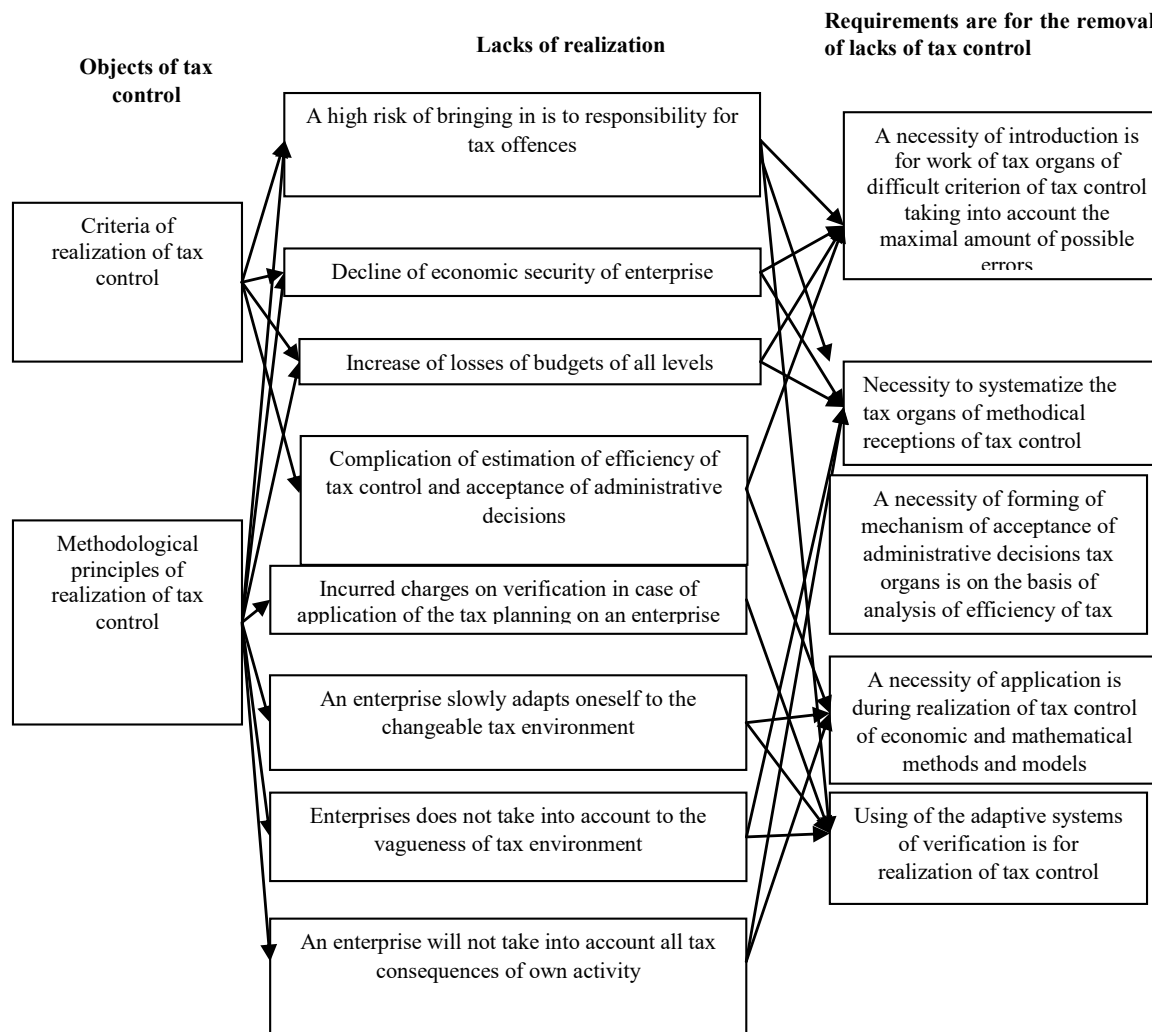 Objects of tax
control
Lacks of realization
Requirements are for the removal
of lacks of tax control
Criteria of
realization of tax
control
Methodological
principles of
realization of tax
control
A high risk of bringing in is to responsibility for
tax offences
Decline of economic security of enterprise
Increase of losses of budgets of all levels
Complication of estimation of efficiency of
tax control and acceptance of administrative
decisions
Incurred charges on verification in case of
application of the tax planning on an enterprise
An enterprise slowly adapts oneself to the
changeable tax environment
Enterprises does not take into account to the
vagueness of tax environment
An enterprise will not take into account all tax
consequences of own activity
A necessity of introduction is
for work of tax organs of
difficult criterion of tax control
taking into account the
maximal amount of possible
errors
Necessity to systematize the
tax organs of methodical
receptions of tax control
A necessity of forming of
mechanism of acceptance of
administrative decisions tax
organs is on the basis of
analysis of efficiency of tax
A necessity of application is
during realization of tax control
of economic and mathematical
methods and models
Using of the adaptive systems
of verification is for
realization of tax control